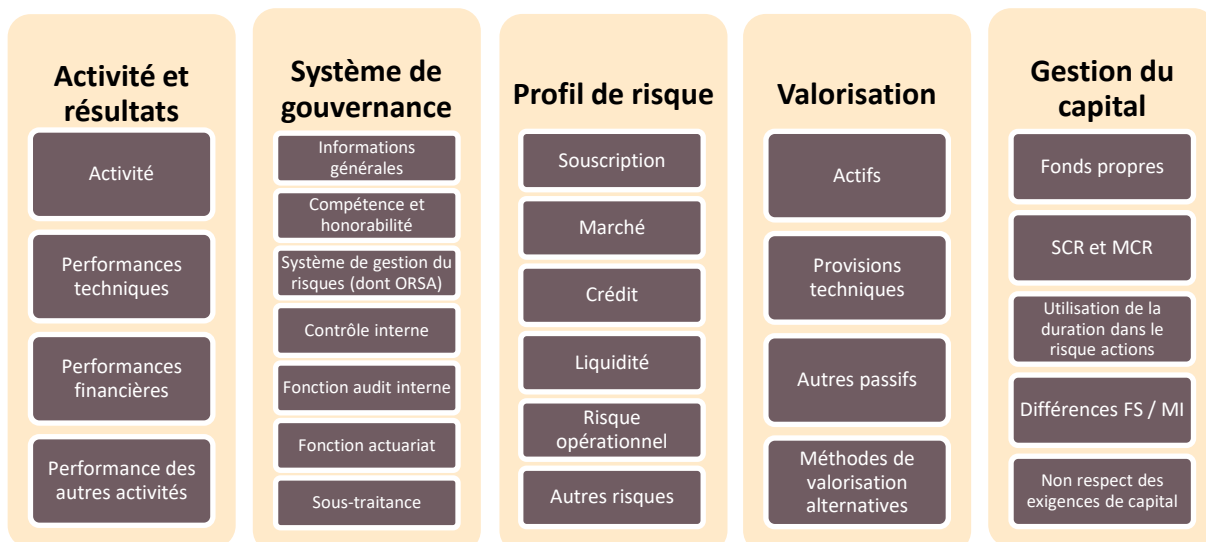 Activité et
résultats
Activité
Performances
techniques
Performances
financières
Performance des
autres activités
Système de
gouvernance
Informations
générales
Compétence et
honorabilité
Système de gestion du
risques (dont ORSA)
Contrôle interne
Fonction audit interne
Fonction actuariat
Sous-traitance
Profil de risque
Souscription
Marché
Crédit
Liquidité
Risque
opérationnel
Autres risques
Valorisation
Actifs
Provisions
techniques
Autres passifs
Méthodes de
valorisation
alternatives
Gestion du
capital
Fonds propres
SCR et MCR
Utilisation de la
duration dans le
risque actions
Différences FS / MI
Non respect des
exigences de capital